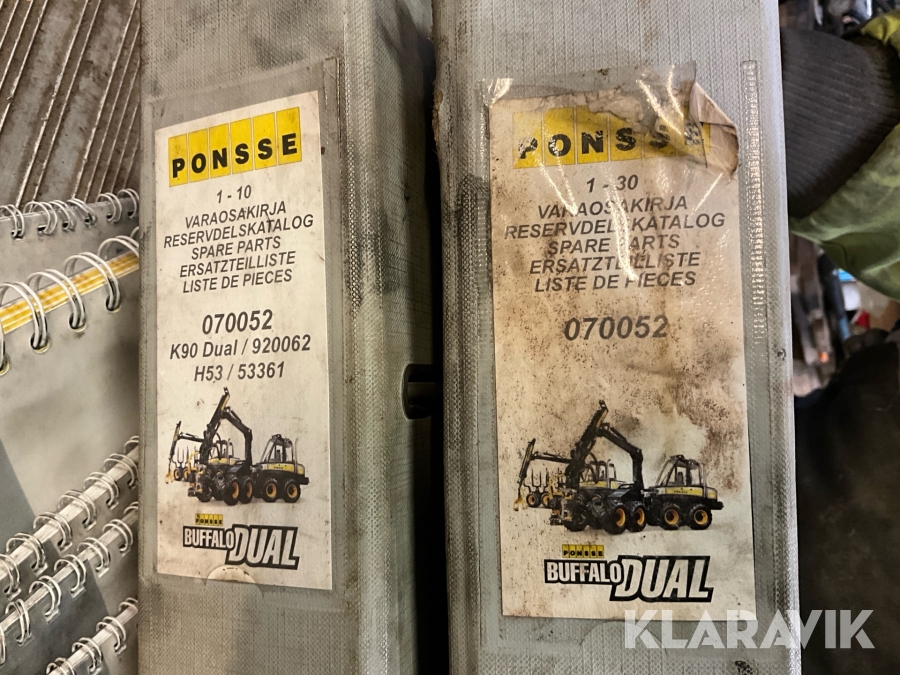 PONSSE
1 - 10
VARAOSAKIRJA
RESERVDELSKATALOG
SPARE PARTS
ERSATZTEILLISTE
LISTE DE PIECES
070052
K90 Dual / 920062
H53 / 53361
PONSSE
BUFFALO DUAL
PONSSE
1 - 30
VARAOSAKIRJA
RESERVDELSKATALOG
SPARE PARTS
ERSATZTEILLISTE
LISTE DE PIECES
070052
PONSSE
BUFFALO DUAL
KLARAVIK